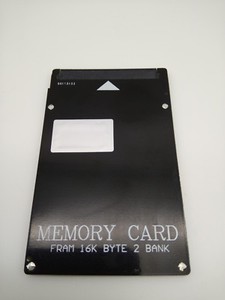 MEMORY CARD
FRAM 16K BYTE 2 BANK